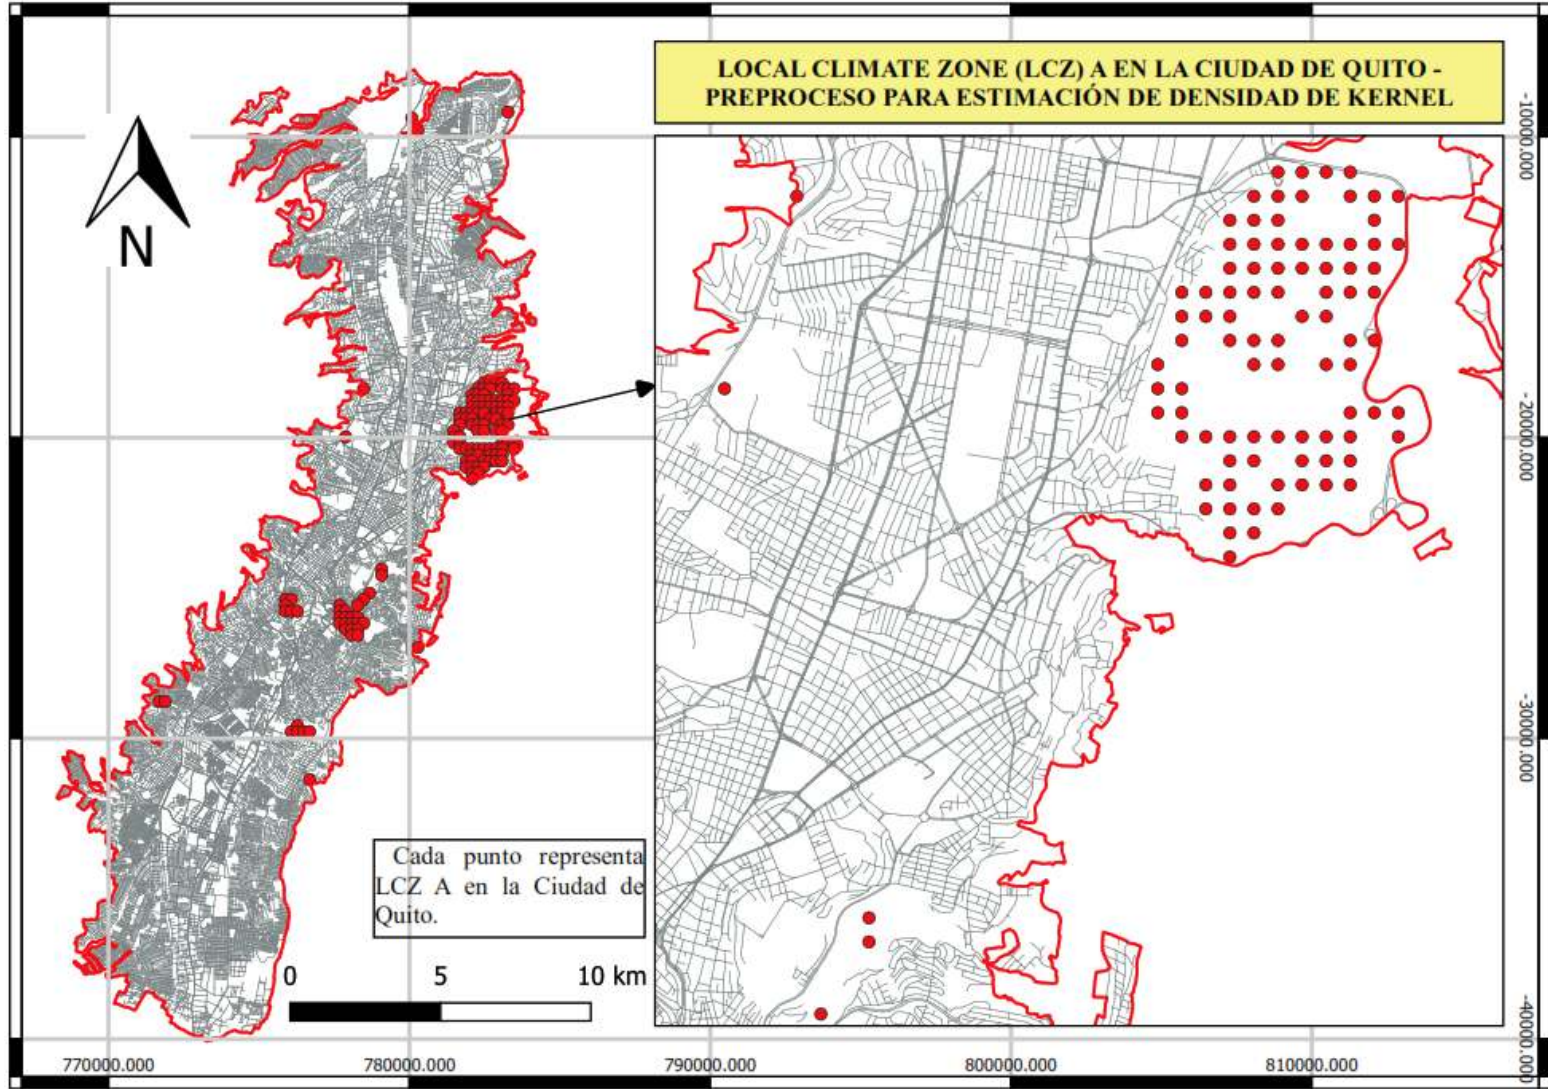 LOCAL CLIMATE ZONE (LCZ) A EN LA CIUDAD DE QUITO -
PREPROCESO PARA ESTIMACIÓN DE DENSIDAD DE KERNEL
N
Cada punto representa
LCZ A en la Ciudad de
Quito.
0 5 10 km
-10000.000
-20000.000
-30000.000
-40000.000
770000.000 780000.000 790000.000 800000.000 810000.000